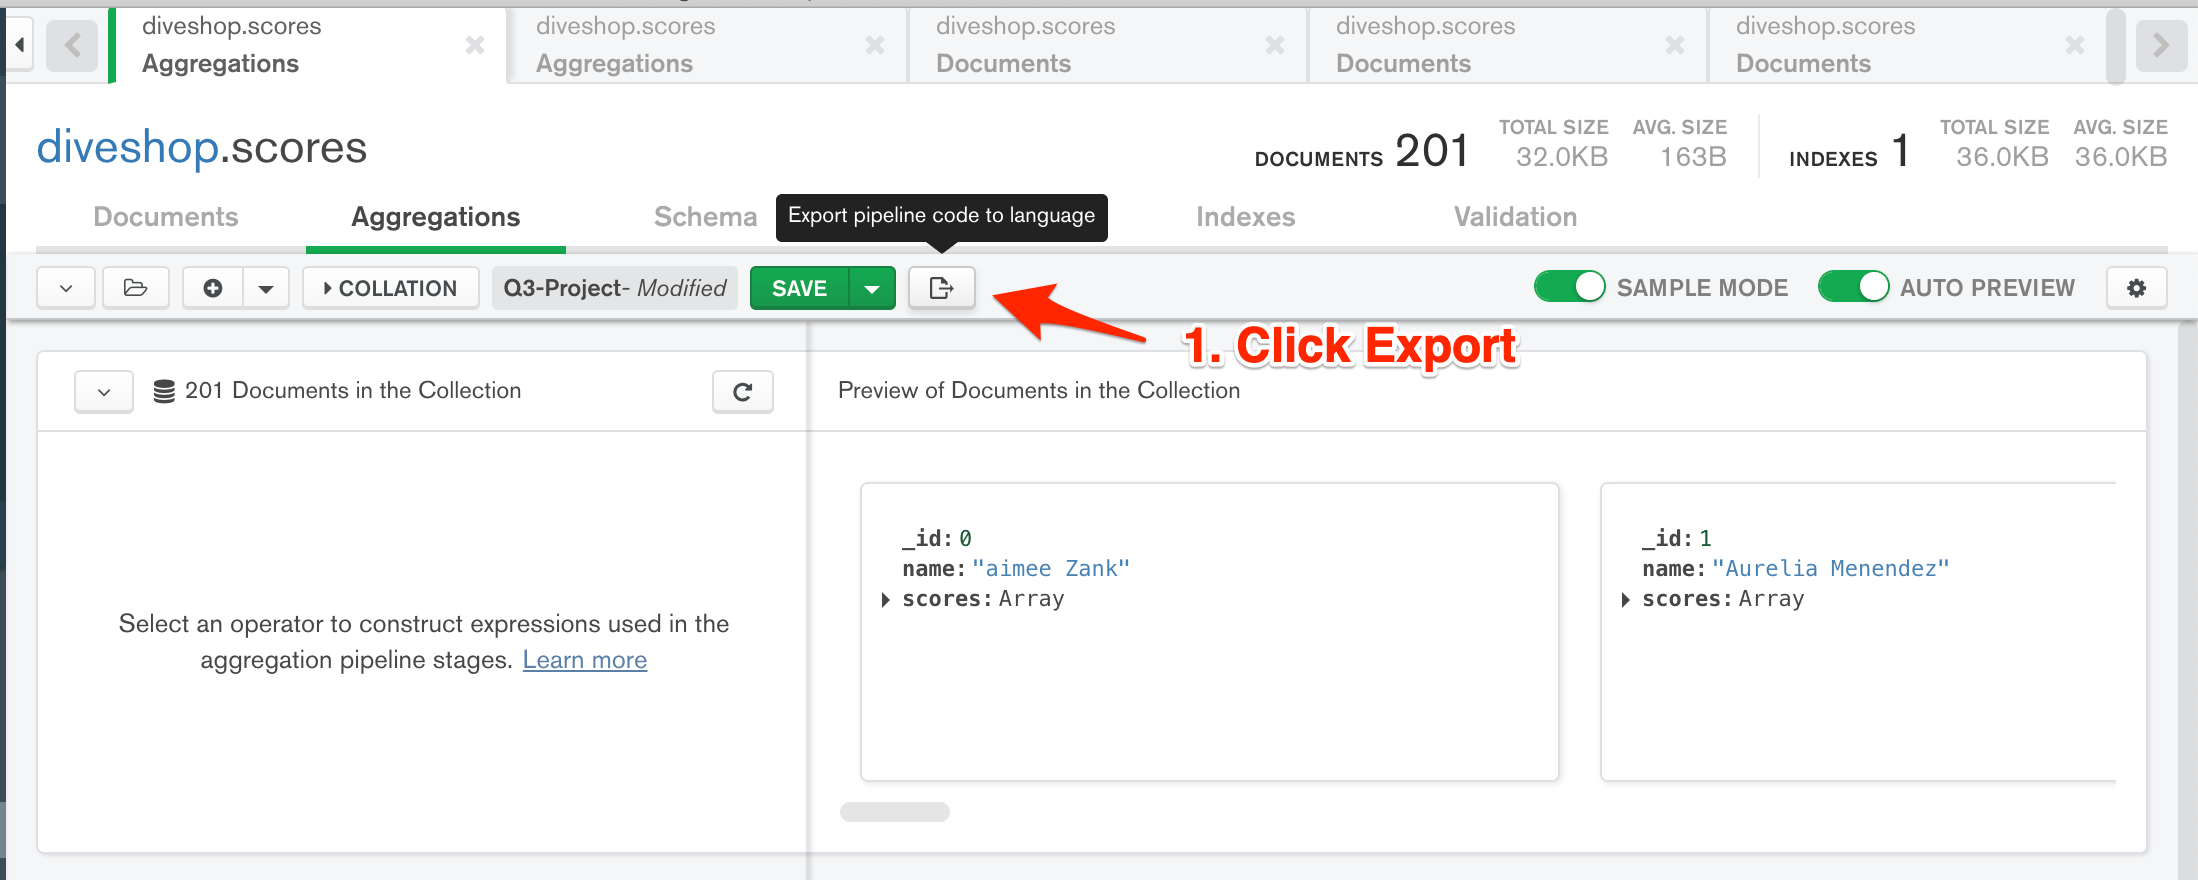 diveshop.scores
Aggregations
diveshop.scores
Aggregations
diveshop.scores
Documents
diveshop.scores
Documents
diveshop.scores
Documents
diveshop.scores
DOCUMENTS 201 TOTAL SIZE 32.0KB AVG. SIZE 163B INDEXES 1 TOTAL SIZE 36.0KB AVG. SIZE 36.0KB
Documents Aggregations Schema Indexes Validation
Export pipeline code to language
COLLATION Q3-Project- Modified SAVE SAMPLE MODE AUTO PREVIEW
1. Click Export
201 Documents in the Collection
Preview of Documents in the Collection
Select an operator to construct expressions used in the
aggregation pipeline stages. Learn more
_id: 0
name: "aimee Zank"
scores: Array
_id: 1
name: "Aurelia Menendez"
scores: Array